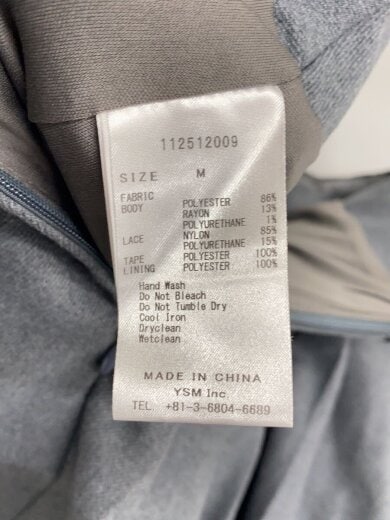 112512009
SIZE M
FABRIC
BODY POLYESTER 86%
RAYON 13%
POLYURETHANE 1%
LACE NYLON 85%
POLYURETHANE 15%
TAPE POLYESTER 100%
LINING POLYESTER 100%
Hand Wash
Do Not Bleach
Do Not Tumble Dry
Cool Iron
Dryclean
Wetclean
MADE IN CHINA
YSM Inc
TEL. +81-3-6804-6689